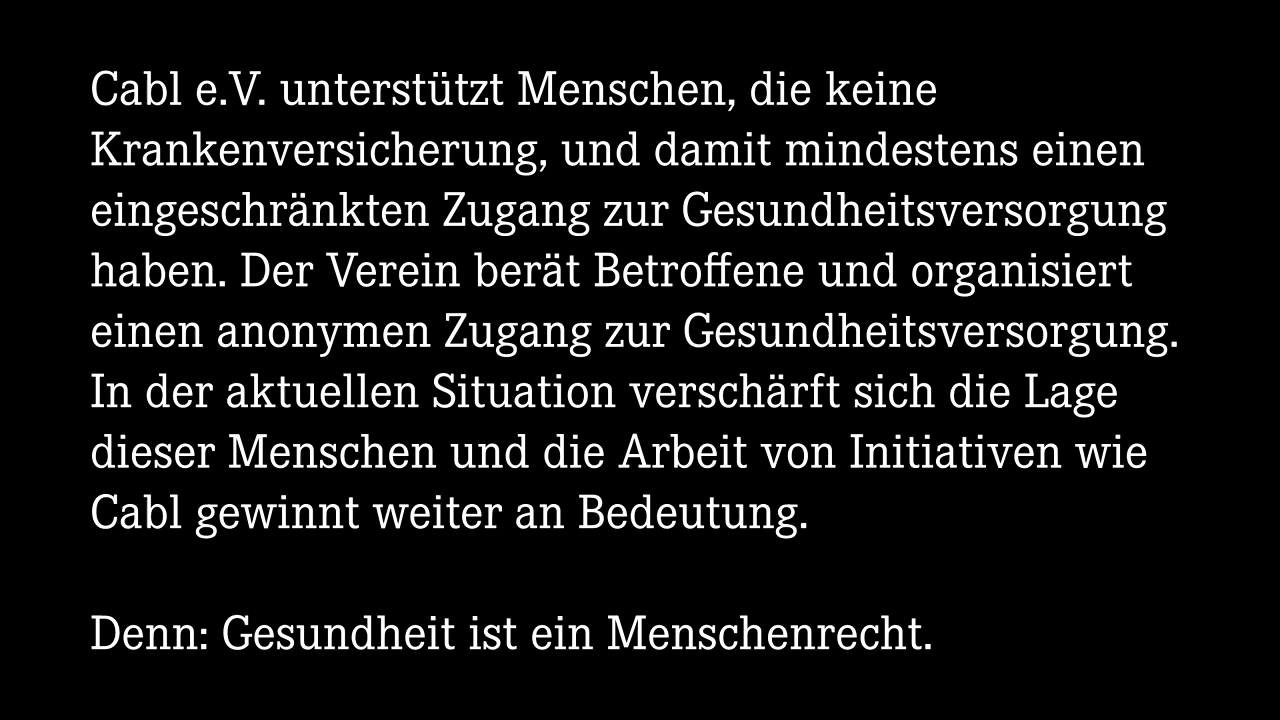 Cabl e.V. unterstützt Menschen, die keine
Krankenversicherung, und damit mindestens einen
eingeschränkten Zugang zur Gesundheitsversorgung
haben. Der Verein berät Betroffene und organisiert
einen anonymen Zugang zur Gesundheitsversorgung.
In der aktuellen Situation verschärft sich die Lage
dieser Menschen und die Arbeit von Initiativen wie
Cabl gewinnt weiter an Bedeutung.
Denn: Gesundheit ist ein Menschenrecht.